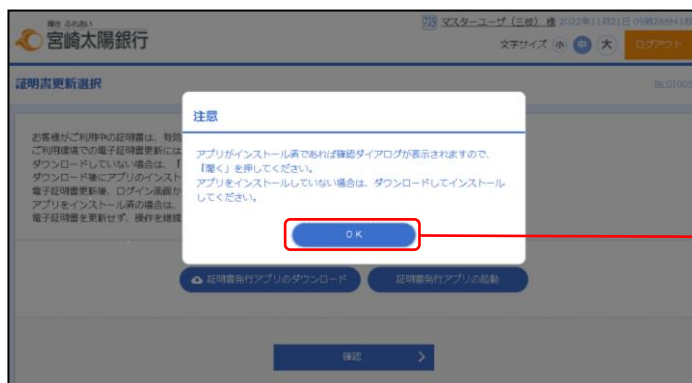 輝き ふれあい
宮崎太陽銀行
マスターユーザ (三枝) 様 2022年11月21日 09時26分41秒
文字サイズ 小 中 大 ログアウト
証明書更新選択
BLGI005
注意
お客様がご利用中の証明書は、有効
ご利用環境での電子証明書更新には
ダウンロードしていない場合は、「
ダウンロード後にアプリのインスト
電子証明書更新後、ログイン画面か
アプリをインストール済の場合は、
電子証明書を更新せず、操作を継続
アプリがインストール済であれば確認ダイアログが表示されますので、
「開く」を押してください。
アプリをインストールしていない場合は、ダウンロードしてインストール
してください。
OK
証明書発行アプリのダウンロード
証明書発行アプリの起動
確認